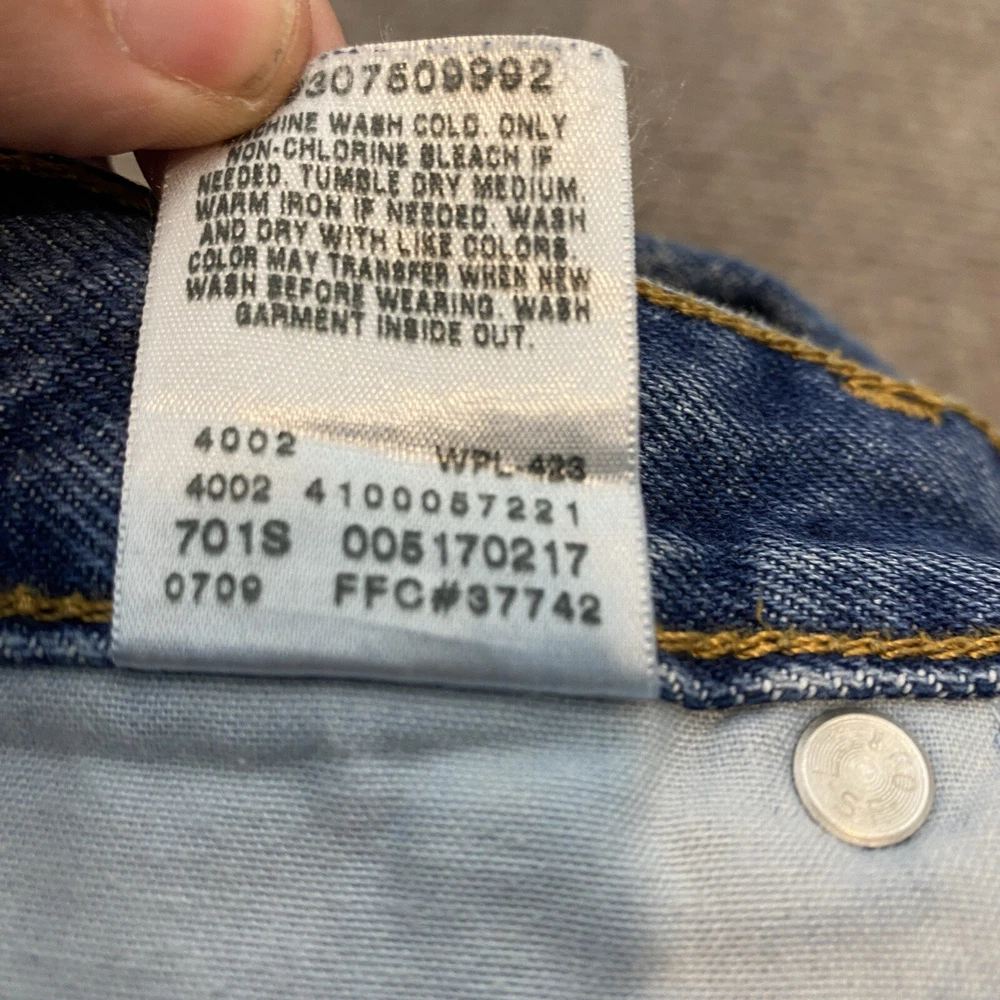 307509992
MACHINE WASH COLD. ONLY
NON-CHLORINE BLEACH IF
NEEDED. TUMBLE DRY MEDIUM.
WARM IRON IF NEEDED. WASH
AND DRY WITH LIKE COLORS.
COLOR MAY TRANSFER WHEN NEW
WASH BEFORE WEARING. WASH
GARMENT INSIDE OUT.
4002 WPL-423
4002 4100057221
701S 005170217
0709 FFC#37742